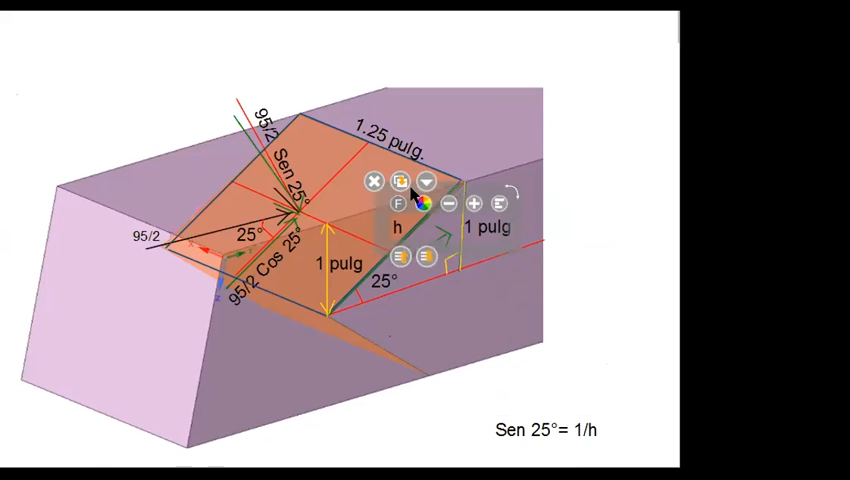 95/2 Sen 25°
1.25 pulg.
F
h
1 pulg
95/2
25°
95/2 Cos 25°
1 pulg
25°
Sen 25°= 1/h